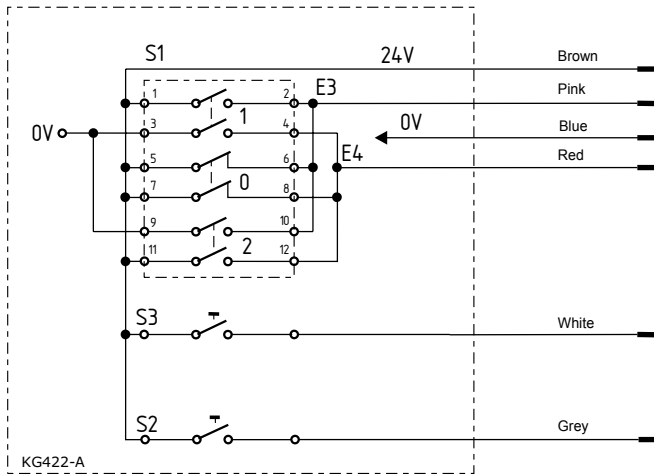 S1
24V
Brown
1
2
E3
Pink
1
0V
3
4
0V
Blue
5
6
E4
Red
7
0
8
9
10
2
11
12
S3
White
S2
Grey
KG422-A